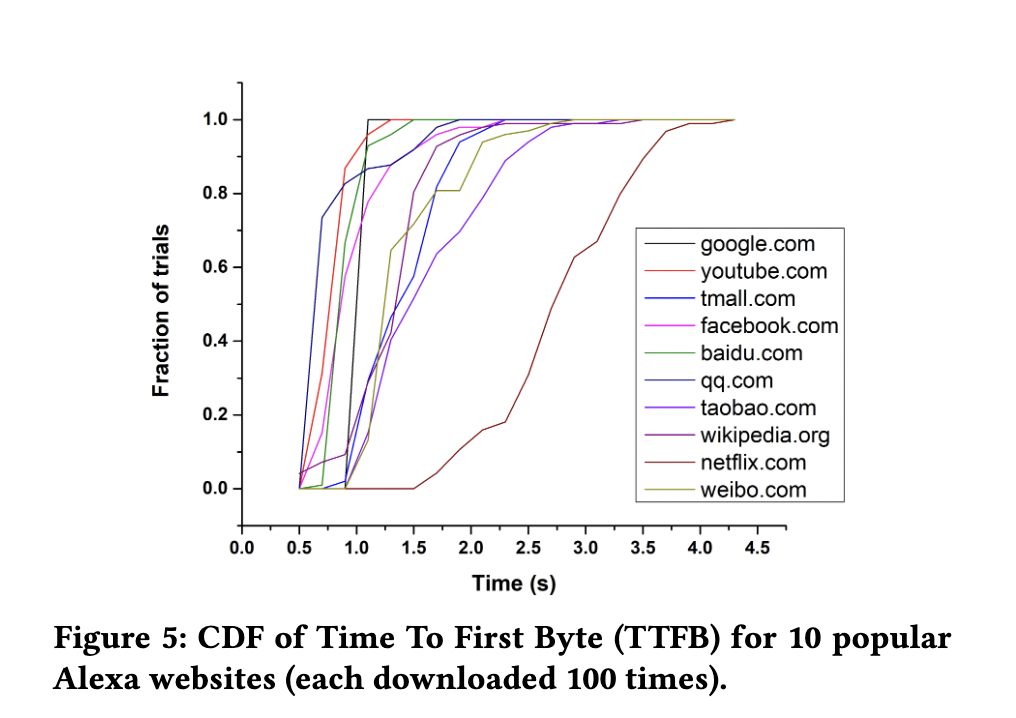 1.0
0.8
0.6
0.4
0.2
0.0
Fraction of trials
google.com
youtube.com
tmall.com
facebook.com
baidu.com
qq.com
taobao.com
wikipedia.org
netflix.com
weibo.com
0.0 0.5 1.0 1.5 2.0 2.5 3.0 3.5 4.0 4.5
Time (s)
Figure 5: CDF of Time To First Byte (TTFB) for 10 popular
Alexa websites (each downloaded 100 times).